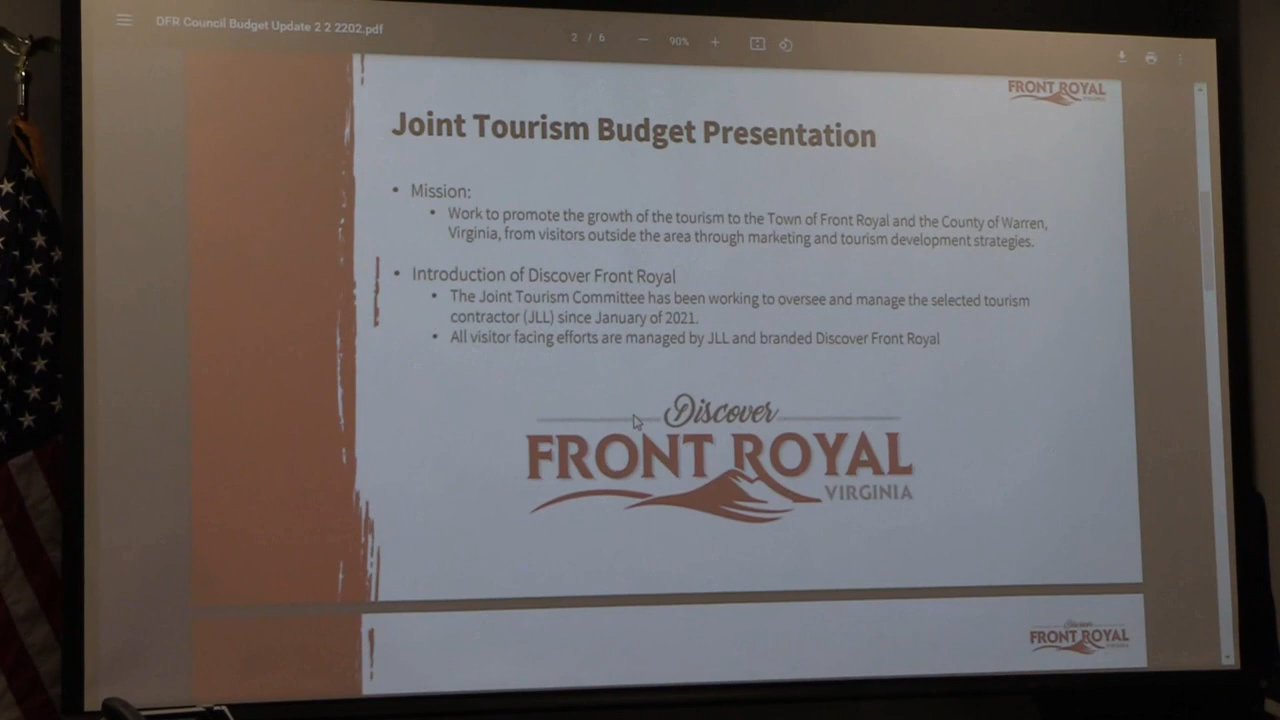 DFR Council Budget Update 2 2 2202.pdf
2 / 6
90%
FRONT ROYAL
VIRGINIA
Joint Tourism Budget Presentation
• Mission:
• Work to promote the growth of the tourism to the Town of Front Royal and the County of Warren,
Virginia, from visitors outside the area through marketing and tourism development strategies.
• Introduction of Discover Front Royal
• The Joint Tourism Committee has been working to oversee and manage the selected tourism
contractor (JLL) since January of 2021.
• All visitor facing efforts are managed by JLL and branded Discover Front Royal
Discover
FRONT ROYAL
VIRGINIA
Discover
FRONT ROYAL
VIRGINIA